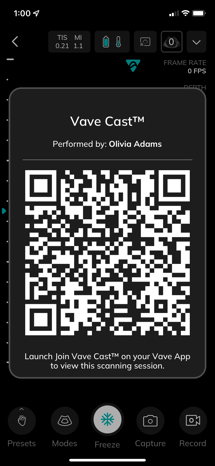 1:00
TIS MI
0.21 1.1
0
FRAME RATE
0 FPS
DEPTH
Vave Cast™
Performed by: Olivia Adams
Launch Join Vave Cast™ on your Vave App
to view this scanning session.
Presets
Modes
Freeze
Capture
Record